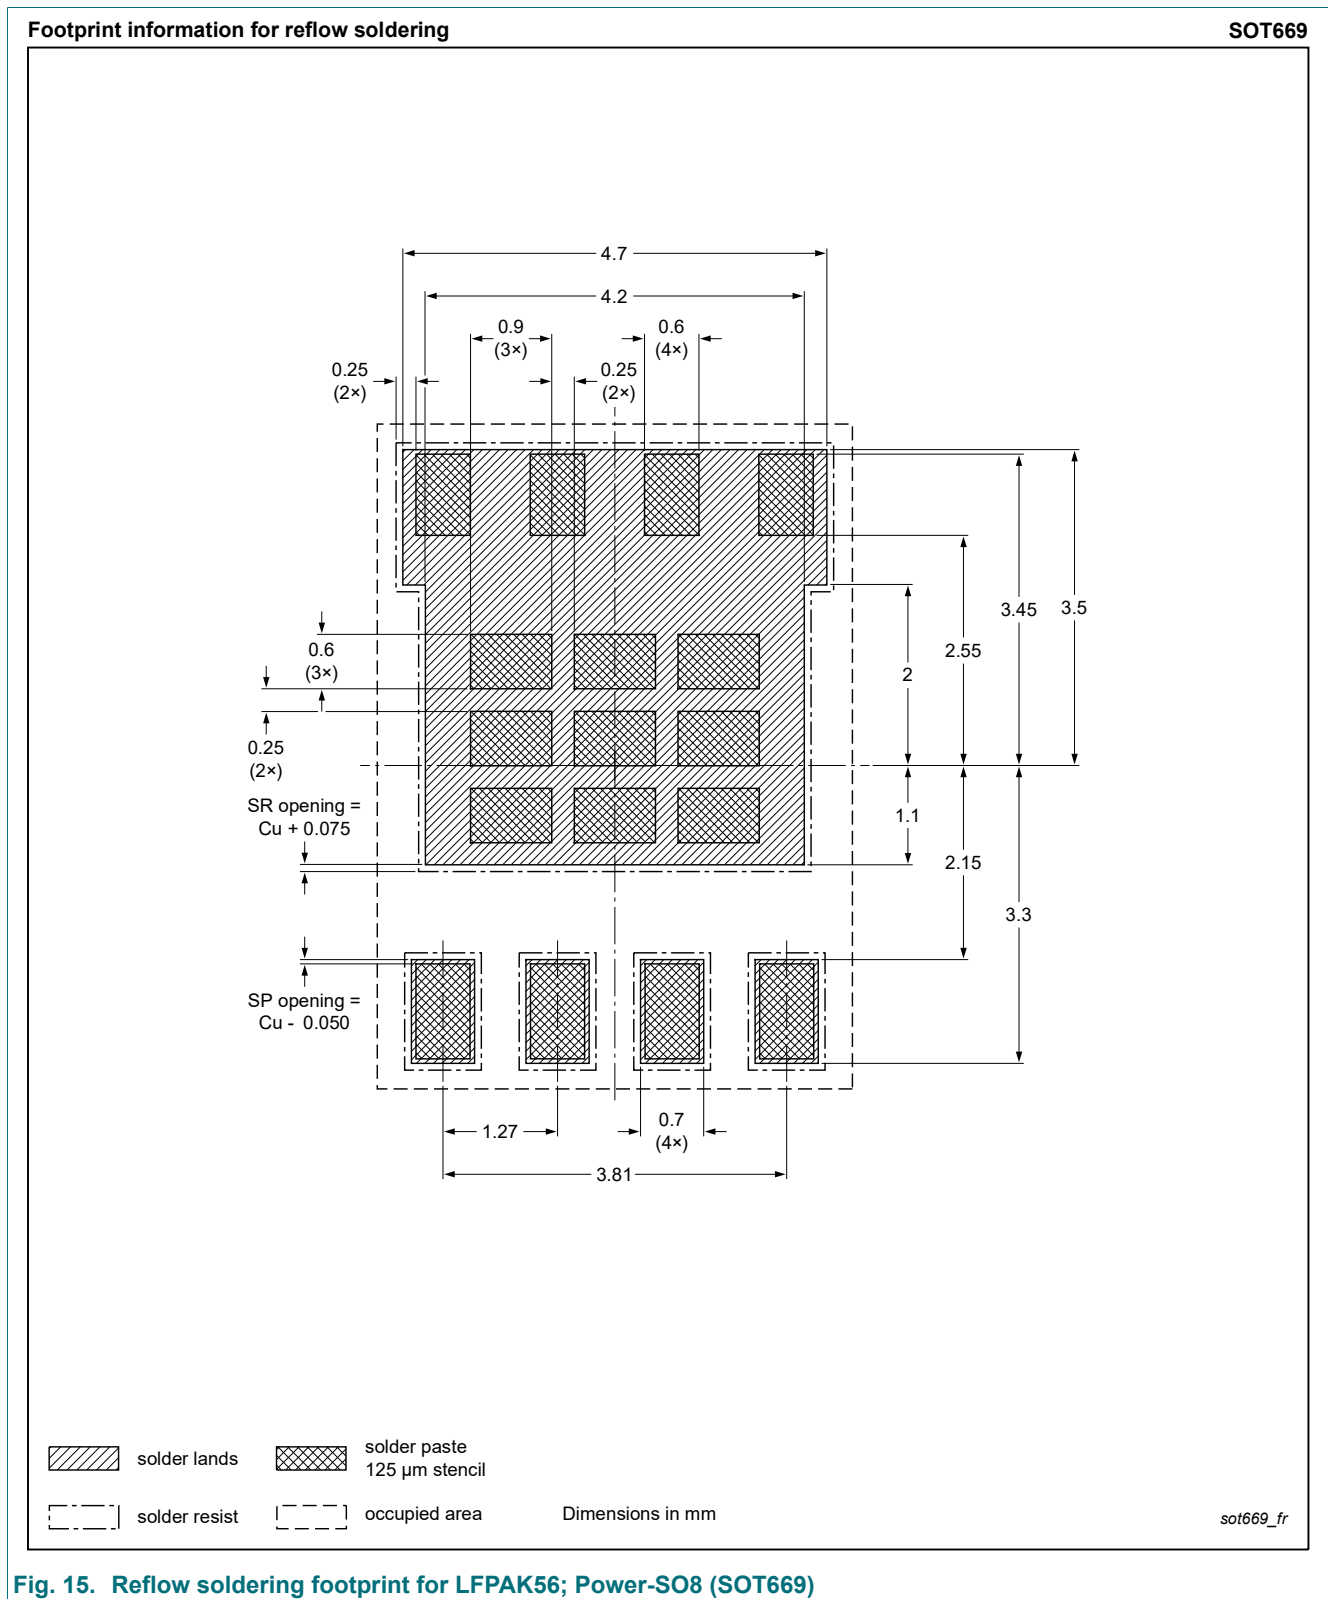 Footprint information for reflow soldering SOT669
4.7
4.2
0.9
(3×)
0.6
(4×)
0.25
(2×)
0.25
(2×)
0.6
(3×)
0.25
(2×)
SR opening =
Cu + 0.075
SP opening =
Cu - 0.050
2
2.55
3.45
3.5
1.1
2.15
3.3
1.27
0.7
(4×)
3.81
solder lands
solder paste
125 µm stencil
solder resist
occupied area
Dimensions in mm
sot669_fr
Fig. 15. Reflow soldering footprint for LFPAK56; Power-SO8 (SOT669)